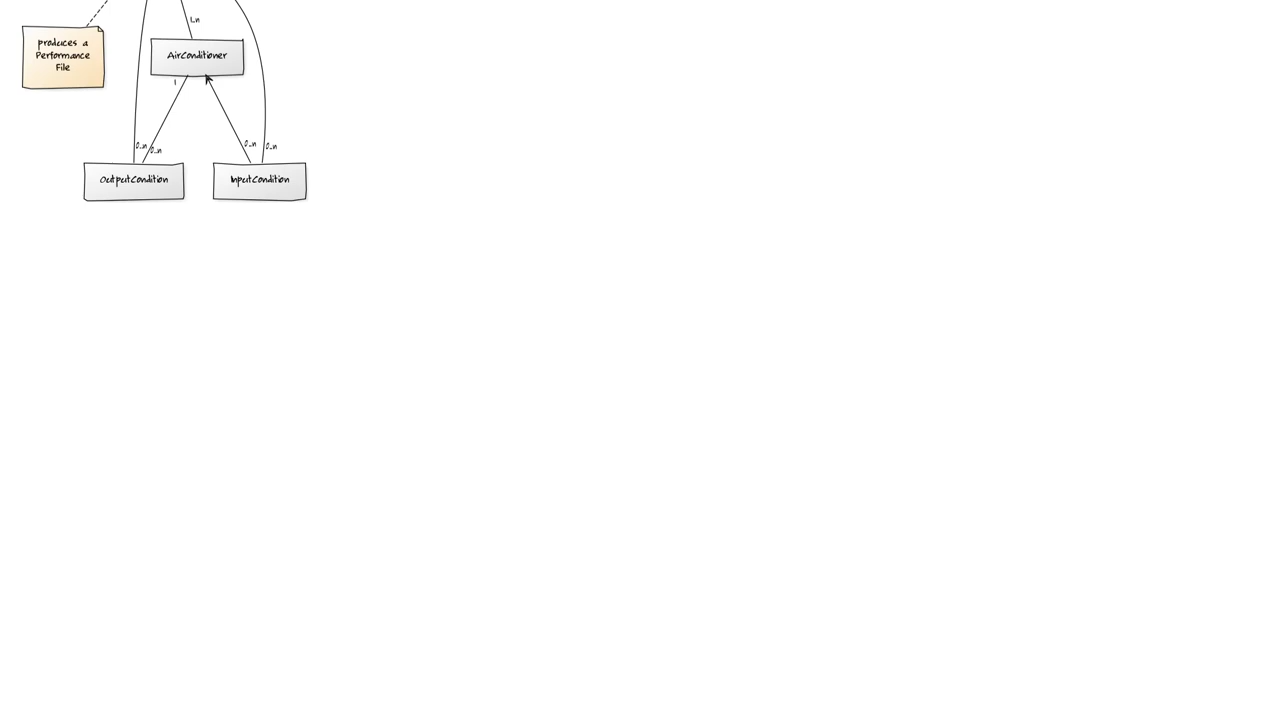 1..n
produces a
Performance
File
AirConditioner
1
0..n
0..n
0..n
0..n
OutputCondition
InputCondition